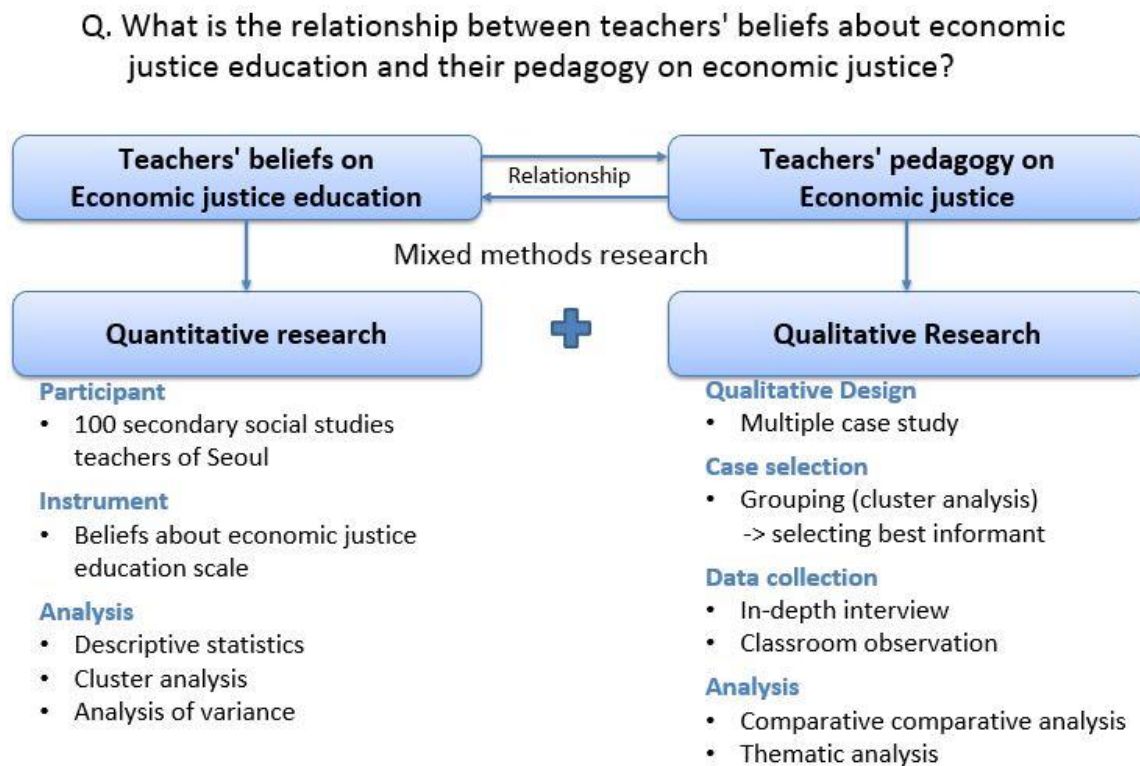 Q. What is the relationship between teachers' beliefs about economic
justice education and their pedagogy on economic justice?
Teachers' beliefs on
Economic justice education
Relationship
Teachers' pedagogy on
Economic justice
Mixed methods research
Quantitative research
Qualitative Research
Participant
• 100 secondary social studies
teachers of Seoul
Instrument
• Beliefs about economic justice
education scale
Analysis
• Descriptive statistics
• Cluster analysis
• Analysis of variance
Qualitative Design
• Multiple case study
Case selection
• Grouping (cluster analysis)
-> selecting best informant
Data collection
• In-depth interview
• Classroom observation
Analysis
• Comparative comparative analysis
• Thematic analysis